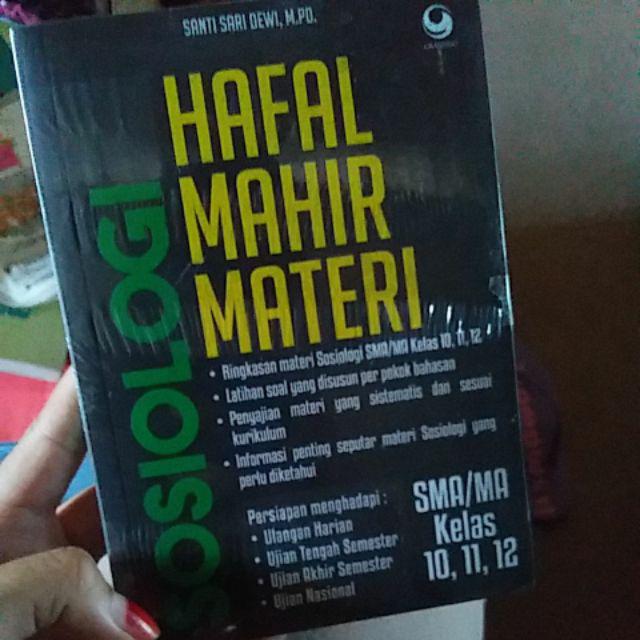 SANTI SARI DEWI, M.PD.
HAFAL
MAHIR
MATERI
SOSIOLOGI
• Ringkasan materi Sosiologi SMA/MA Kelas 10, 11, 12
• Latihan soal yang disusun per pokok bahasan
• Penyajian materi yang sistematis dan sesuai
kurikulum
• Informasi penting seputar materi Sosiologi yang
perlu diketahui
Persiapan menghadapi :
• Ulangan Harian
• Ujian Tengah Semester
• Ujian Akhir Semester
• Ujian Nasional
SMA/MA
Kelas
10, 11, 12